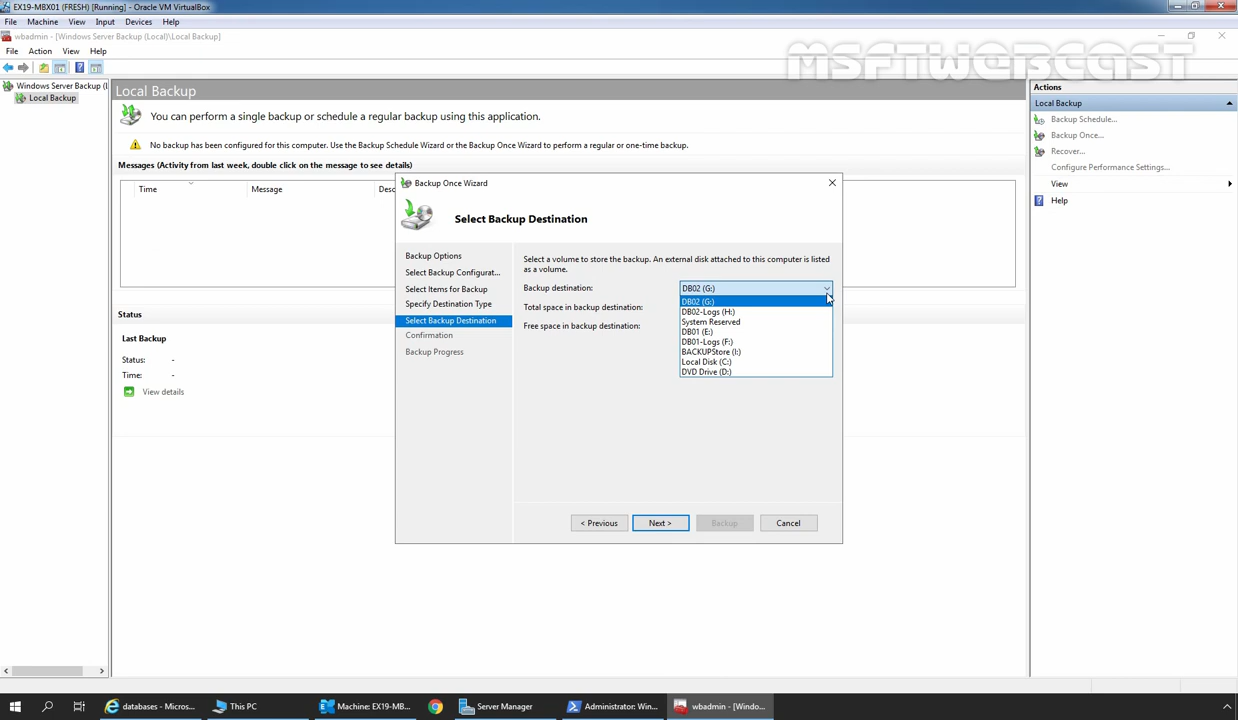 EX19-MBX01 (FRESH) [Running] - Oracle VM VirtualBox
File Machine View Input Devices Help
wbadmin - [Windows Server Backup (Local)\Local Backup]
File Action View Help
MSFTWEBCAST
Windows Server Backup (L
Local Backup
Local Backup
You can perform a single backup or schedule a regular backup using this application.
No backup has been configured for this computer. Use the Backup Schedule Wizard or the Backup Once Wizard to perform a regular or one-time backup.
Messages (Activity from last week, double click on the message to see details)
Time Message Desc
Status
Last Backup
Status: -
Time: -
View details
Backup Once Wizard
Select Backup Destination
Backup Options
Select Backup Configurat...
Select Items for Backup
Specify Destination Type
Select Backup Destination
Confirmation
Backup Progress
Select a volume to store the backup. An external disk attached to this computer is listed
as a volume.
Backup destination: DB02 (G:)
Total space in backup destination:
Free space in backup destination:
DB02 (G:)
DB02-Logs (H:)
System Reserved
DB01 (E:)
DB01-Logs (F:)
BACKUPStore (I:)
Local Disk (C:)
DVD Drive (D:)
< Previous Next > Backup Cancel
Actions
Local Backup
Backup Schedule...
Backup Once...
Recover...
Configure Performance Settings...
View
Help
databases - Micros... This PC Machine: EX19-MB... Server Manager Administrator: Win... wbadmin - [Windo...